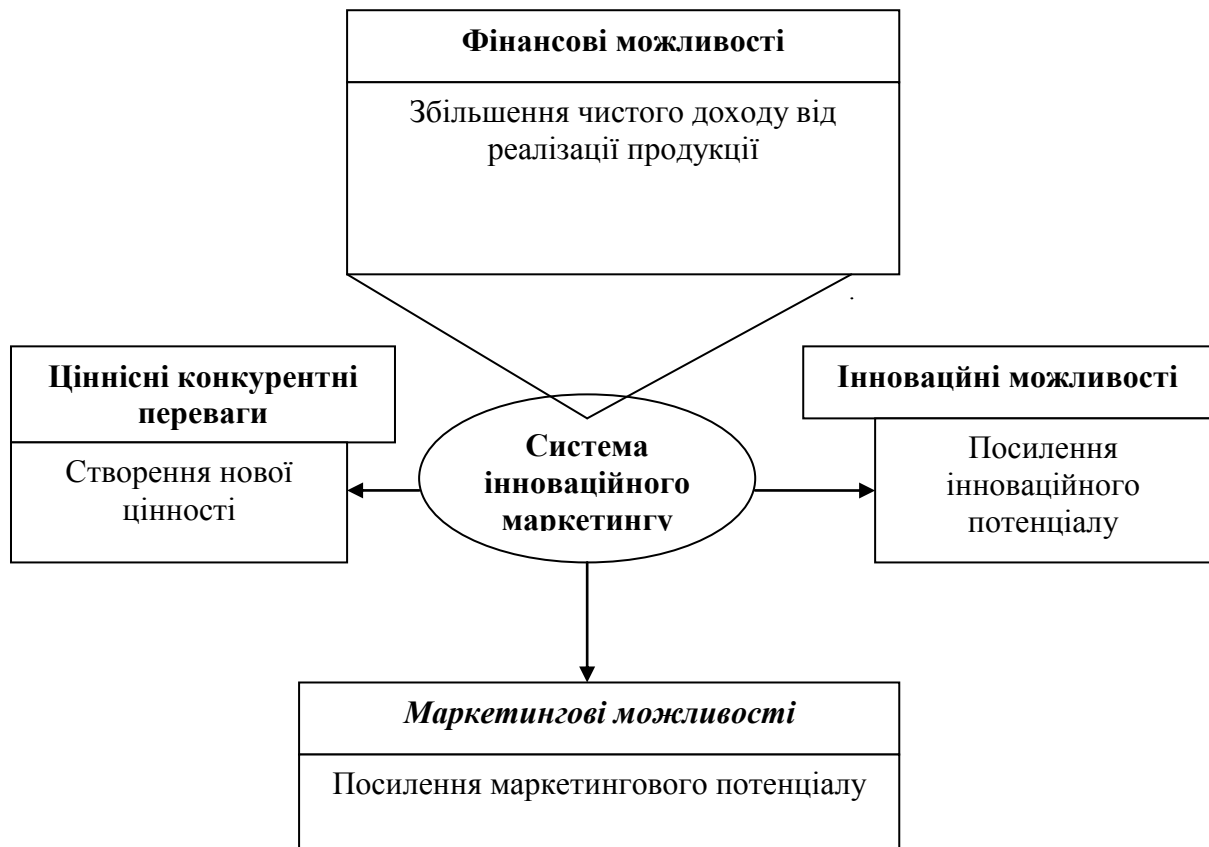 Фінансові можливості
Збільшення чистого доходу від
реалізації продукції
Ціннісні конкурентні
переваги
Створення нової
цінності
Система
інноваційного
маркетингу
Інноваційні можливості
Посилення
інноваційного
потенціалу
Маркетингові можливості
Посилення маркетингового потенціалу